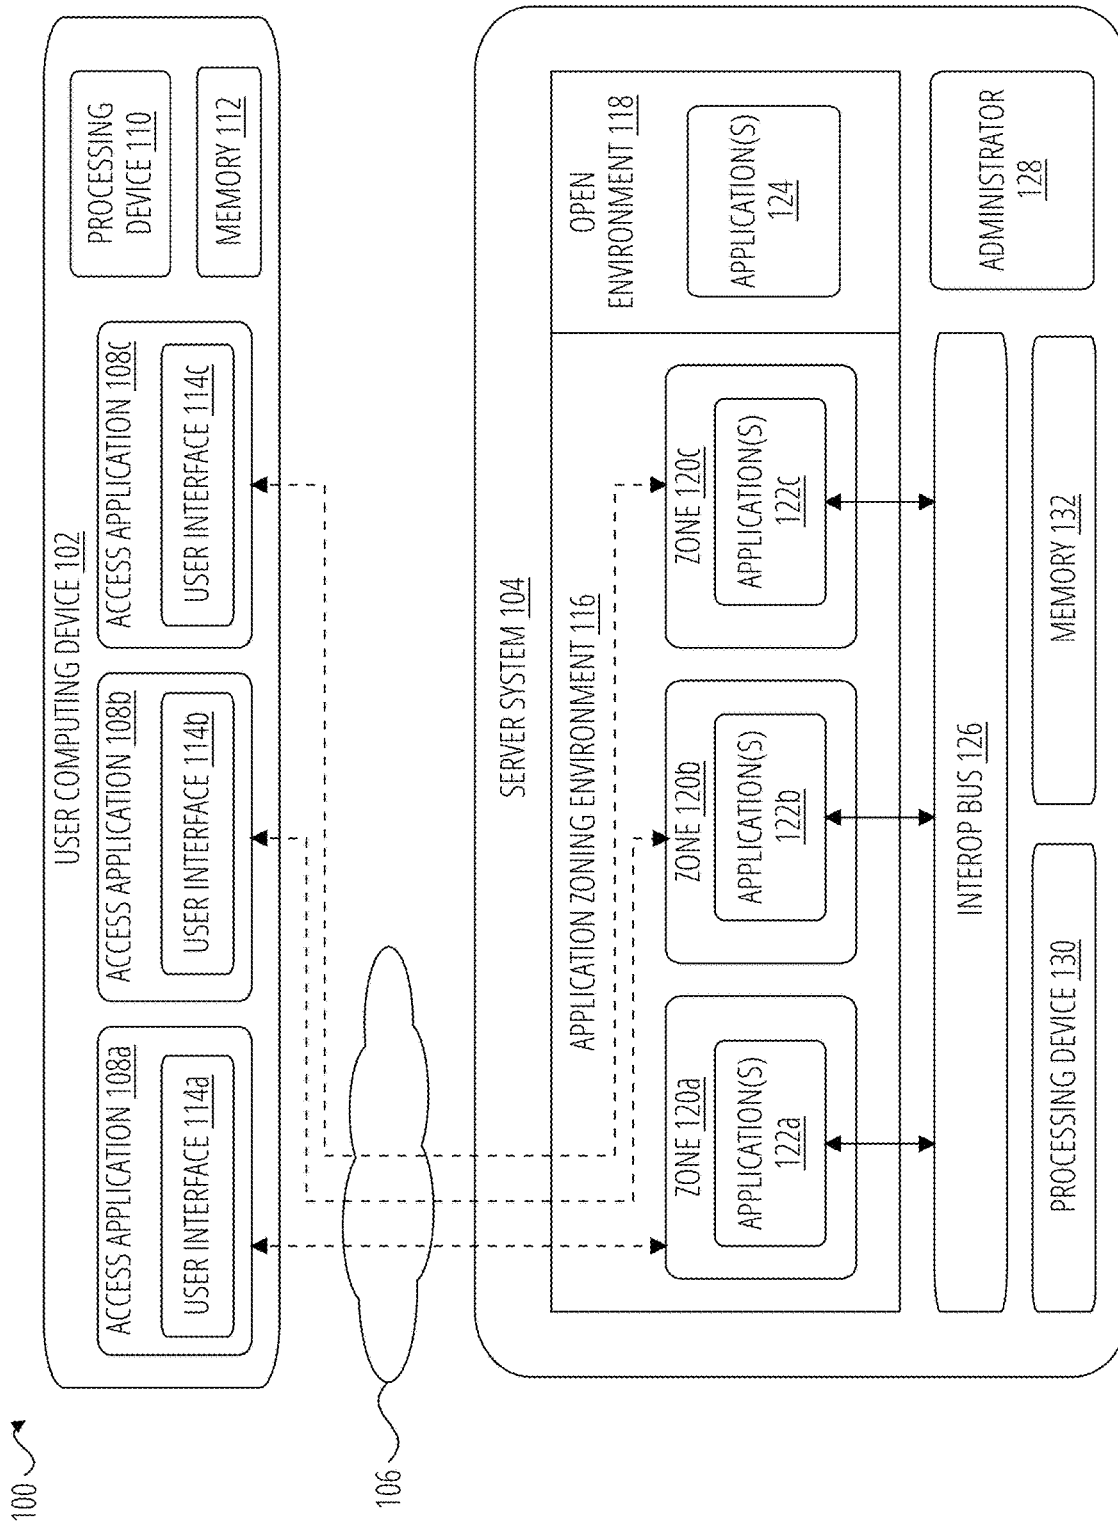 100
USER COMPUTING DEVICE 102
ACCESS APPLICATION 108a
USER INTERFACE 114a
ACCESS APPLICATION 108b
USER INTERFACE 114b
ACCESS APPLICATION 108c
USER INTERFACE 114c
PROCESSING
DEVICE 110
MEMORY 112
106
SERVER SYSTEM 104
APPLICATION ZONING ENVIRONMENT 116
ZONE 120a
APPLICATION(S)
122a
ZONE 120b
APPLICATION(S)
122b
ZONE 120c
APPLICATION(S)
122c
OPEN
ENVIRONMENT 118
APPLICATION(S)
124
INTEROP BUS 126
ADMINISTRATOR
128
PROCESSING DEVICE 130
MEMORY 132